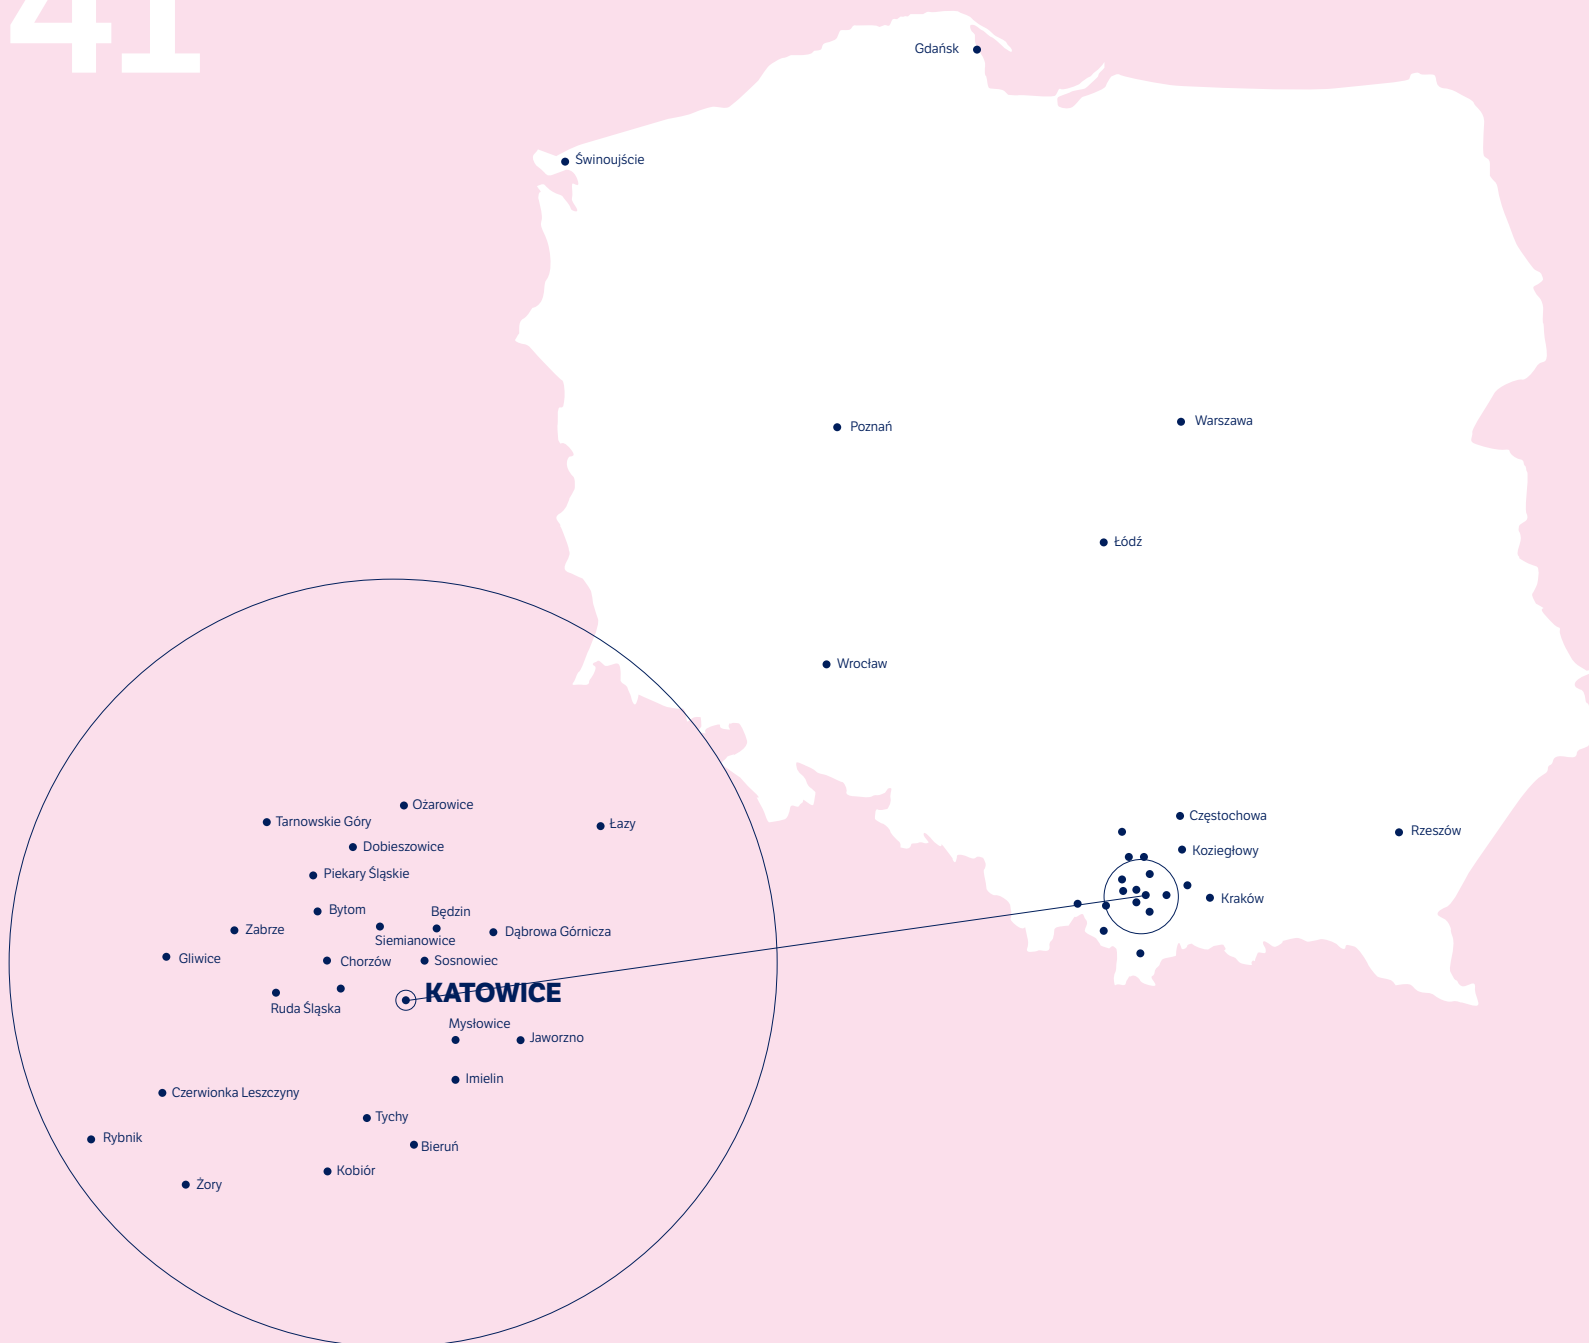 41
Gdańsk
Świnoujście
Poznań
Warszawa
Łódź
Wrocław
Częstochowa
Rzeszów
Koziegłowy
Kraków
Ożarowice
Tarnowskie Góry
Łazy
Dobieszowice
Piekary Śląskie
Bytom
Będzin
Zabrze
Siemianowice
Dąbrowa Górnicza
Gliwice
Chorzów
Sosnowiec
KATOWICE
Ruda Śląska
Mysłowice
Jaworzno
Imielin
Czerwionka Leszczyny
Tychy
Rybnik
Bieruń
Kobiór
Żory